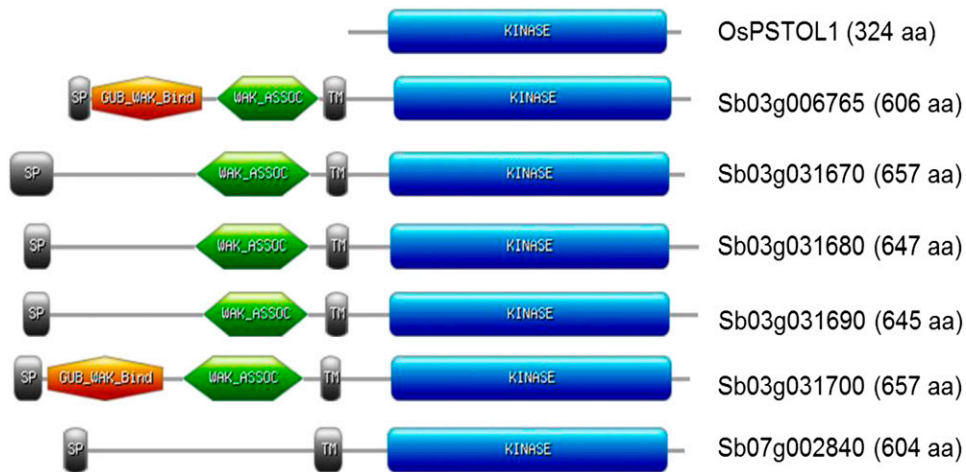 KINASE OsPSTOL1 (324 aa)
SP GUB_WAK_Bind WAK_ASSOC TM KINASE Sb03g006765 (606 aa)
SP WAK_ASSOC TM KINASE Sb03g031670 (657 aa)
SP WAK_ASSOC TM KINASE Sb03g031680 (647 aa)
SP WAK_ASSOC TM KINASE Sb03g031690 (645 aa)
SP GUB_WAK_Bind WAK_ASSOC TM KINASE Sb03g031700 (657 aa)
SP TM KINASE Sb07g002840 (604 aa)